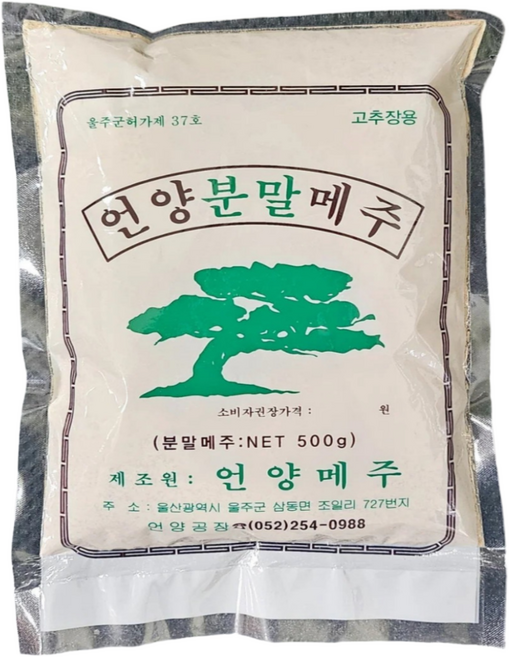 울주군허가제 37호
고추장용
언양분말메주
소비자권장가격 : 원
(분말메주:NET 500g)
제조원: 언양메주
주 소 : 울산광역시 울주군 삼동면 조일리 727번지
언양공장☎(052)254-0988